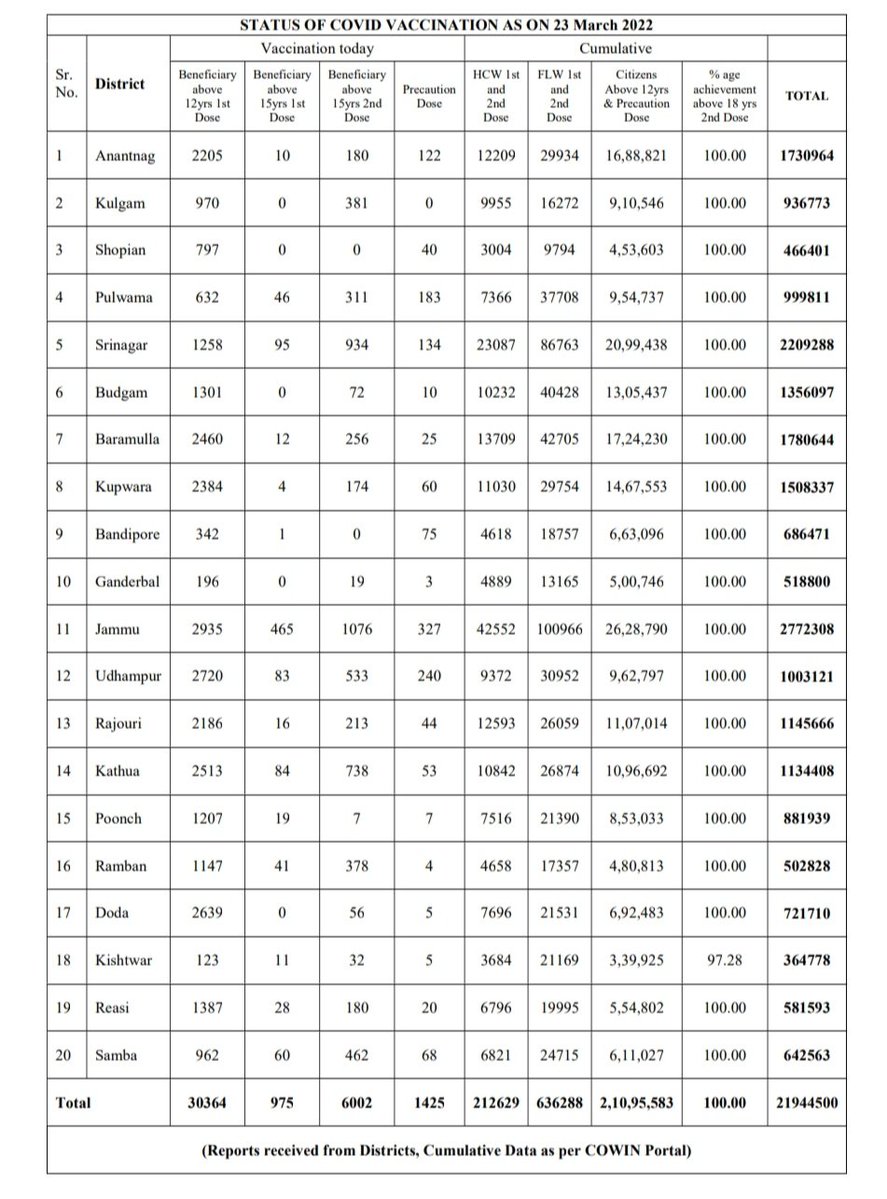 STATUS OF COVID VACCINATION AS ON 23 March 2022
Vaccination today Cumulative
Sr. No. District Beneficiary above 12yrs 1st Dose Beneficiary above 15yrs 1st Dose Beneficiary above 15yrs 2nd Dose Precaution Dose HCW 1st and 2nd Dose FLW 1st and 2nd Dose Citizens Above 12yrs & Precaution Dose % age achievement above 18 yrs 2nd Dose TOTAL
1 Anantnag 2205 10 180 122 12209 29934 16,88,821 100.00 1730964
2 Kulgam 970 0 381 0 9955 16272 9,10,546 100.00 936773
3 Shopian 797 0 0 40 3004 9794 4,53,603 100.00 466401
4 Pulwama 632 46 311 183 7366 37708 9,54,737 100.00 999811
5 Srinagar 1258 95 934 134 23087 86763 20,99,438 100.00 2209288
6 Budgam 1301 0 72 10 10232 40428 13,05,437 100.00 1356097
7 Baramulla 2460 12 256 25 13709 42705 17,24,230 100.00 1780644
8 Kupwara 2384 4 174 60 11030 29754 14,67,553 100.00 1508337
9 Bandipore 342 1 0 75 4618 18757 6,63,096 100.00 686471
10 Ganderbal 196 0 19 3 4889 13165 5,00,746 100.00 518800
11 Jammu 2935 465 1076 327 42552 100966 26,28,790 100.00 2772308
12 Udhampur 2720 83 533 240 9372 30952 9,62,797 100.00 1003121
13 Rajouri 2186 16 213 44 12593 26059 11,07,014 100.00 1145666
14 Kathua 2513 84 738 53 10842 26874 10,96,692 100.00 1134408
15 Poonch 1207 19 7 7 7516 21390 8,53,033 100.00 881939
16 Ramban 1147 41 378 4 4658 17357 4,80,813 100.00 502828
17 Doda 2639 0 56 5 7696 21531 6,92,483 100.00 721710
18 Kishtwar 123 11 32 5 3684 21169 3,39,925 97.28 364778
19 Reasi 1387 28 180 20 6796 19995 5,54,802 100.00 581593
20 Samba 962 60 462 68 6821 24715 6,11,027 100.00 642563
Total 30364 975 6002 1425 212629 636288 2,10,95,583 100.00 21944500
(Reports received from Districts, Cumulative Data as per COWIN Portal)